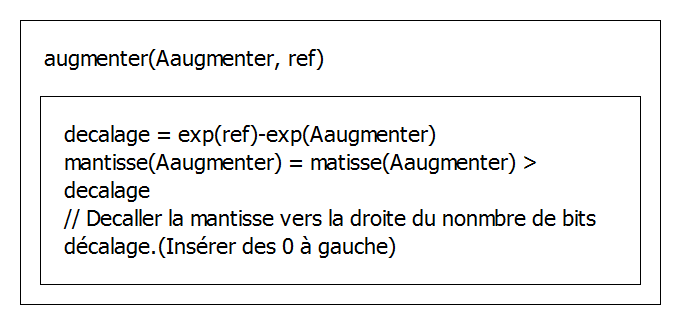 augmenter(Aaugmenter, ref)
decalage = exp(ref)-exp(Aaugmenter)
mantisse(Aaugmenter) = matisse(Aaugmenter) >
decalage
// Decaller la mantisse vers la droite du nonmbre de bits
décalage.(Insérer des 0 à gauche)